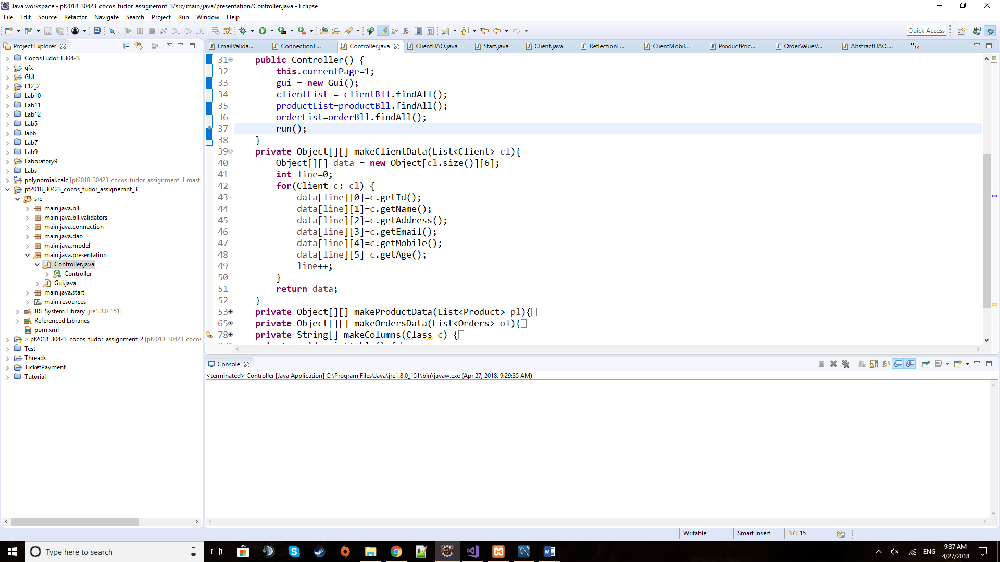 Java workspace - pt2018_30423_cocos_tudor_assignemnt_3/src/main/java/presentation/Controller.java - Eclipse
File Edit Source Refactor Navigate Search Project Run Window Help
Quick Access
Project Explorer
EmailValida... ConnectionF... Controller.java ClientDAO.java Start.java Client.java ReflectionE... ClientMobil... ProductPric... OrderValueV... AbstractDAO.... »13
CocosTudor_E30423
gfx
GUI
L12_2
Lab10
Lab11
Lab12
Lab5
lab6
Lab7
Lab9
Laboratory9
Labs
polynomial.calc [pt2018_30423_cocos_tudor_assignment_1 maste
pt2018_30423_cocos_tudor_assignemnt_3
src
main.java.bll
main.java.bll.validators
main.java.connection
main.java.dao
main.java.model
main.java.presentation
Controller.java
Controller
Gui.java
main.java.start
main.resources
JRE System Library [jre1.8.0_151]
Referenced Libraries
pom.xml
> pt2018_30423_cocos_tudor_assignment_2 [pt2018_30423_cocos
Test
Threads
TicketPayment
Tutorial
31 public Controller() {
32 this.currentPage=1;
33 gui = new Gui();
34 clientList = clientBll.findAll();
35 productList=productBll.findAll();
36 orderList=orderBll.findAll();
37 run();
38 }
39 private Object[][] makeClientData(List<Client> cl){
40 Object[][] data = new Object[cl.size()][6];
41 int line=0;
42 for(Client c: cl) {
43 data[line][0]=c.getId();
44 data[line][1]=c.getName();
45 data[line][2]=c.getAddress();
46 data[line][3]=c.getEmail();
47 data[line][4]=c.getMobile();
48 data[line][5]=c.getAge();
49 line++;
50 }
51 return data;
52 }
53 private Object[][] makeProductData(List<Product> pl){
65 private Object[][] makeOrdersData(List<Orders> ol){
78 private String[] makeColumns(Class c) {
Console
<terminated> Controller [Java Application] C:\Program Files\Java\jre1.8.0_151\bin\javaw.exe (Apr 27, 2018, 9:29:35 AM)
Writable Smart Insert 37 : 15
Type here to search
ENG
9:37 AM
4/27/2018